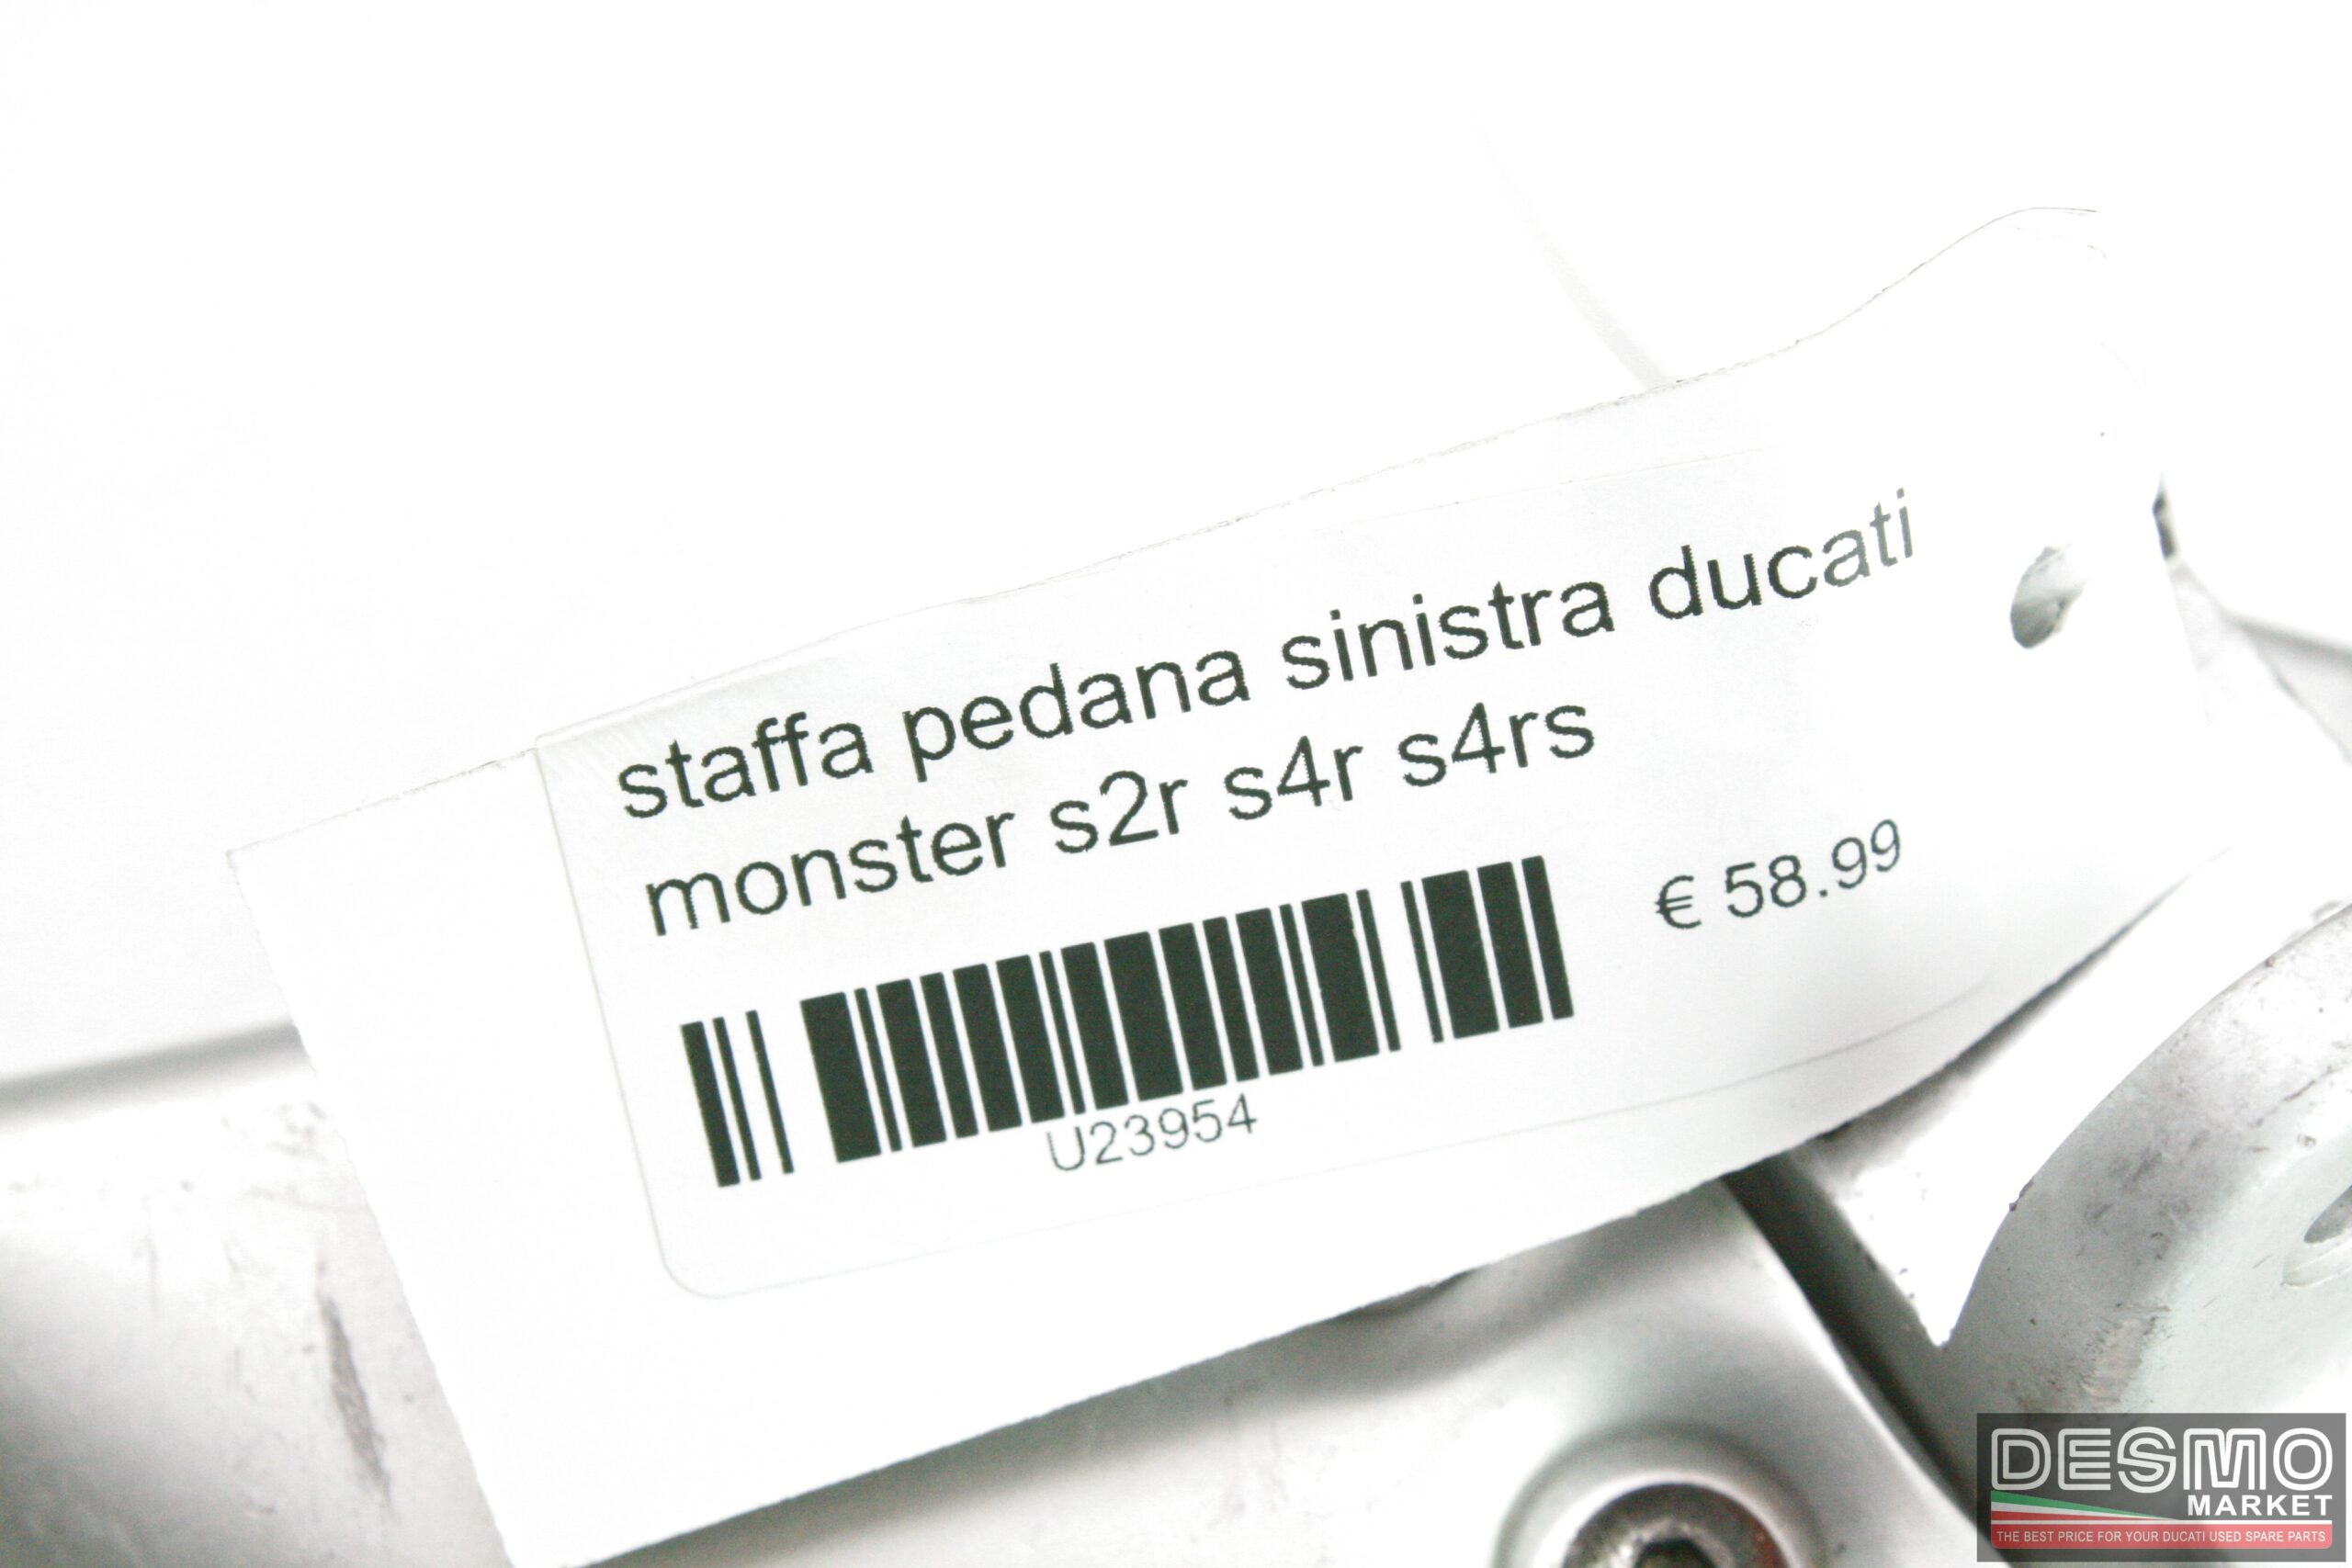 staffa pedana sinistra ducati
monster s2r s4r s4rs
€ 58.99
U23954
DESMO
MARKET
THE BEST PRICE FOR YOUR DUCATI USED SPARE PARTS